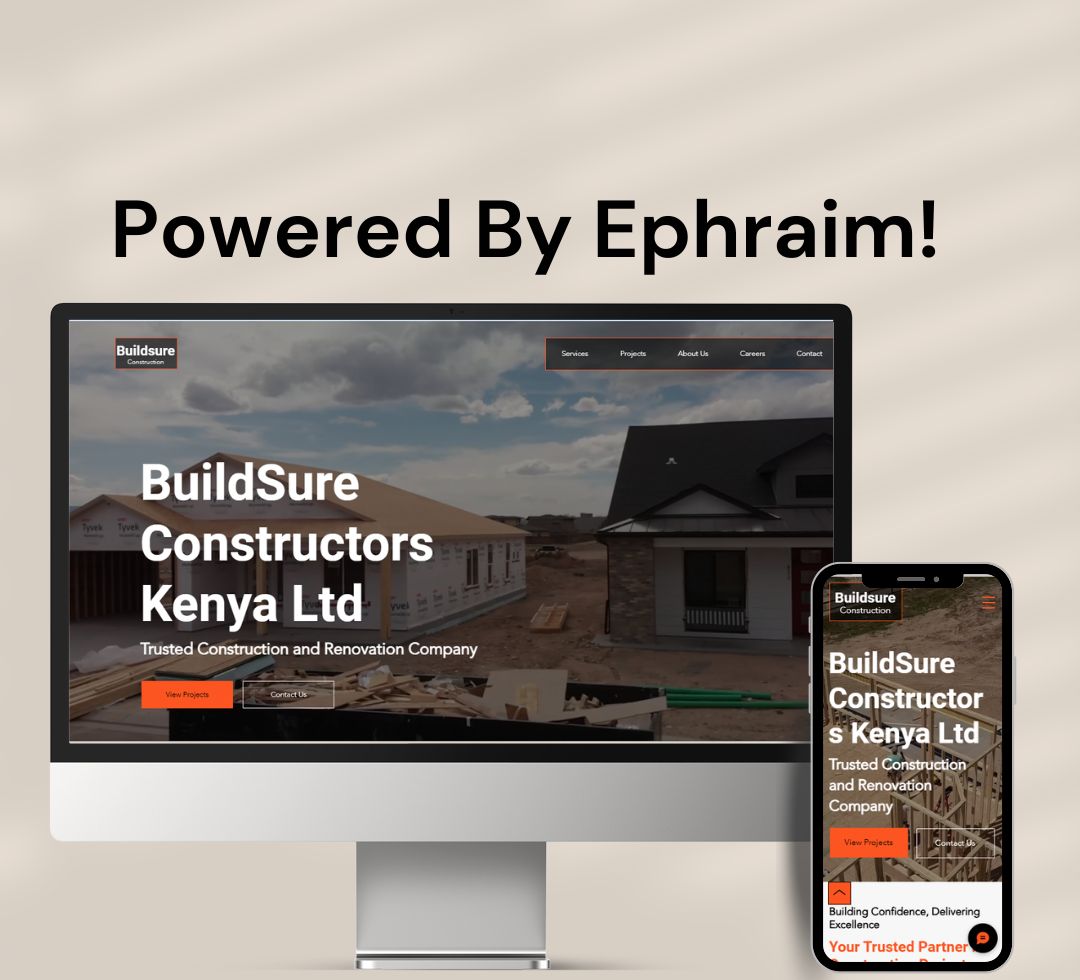 Powered By Ephraim!
Buildsure
Construction
Services Projects About Us Careers Contact
Tyvek Tyvek
BuildSure
Constructors
Kenya Ltd
Trusted Construction and Renovation Company
View Projects Contact Us
Buildsure
Construction
BuildSure
Constructor
s Kenya Ltd
Trusted Construction
and Renovation
Company
View Projects Contact Us
Building Confidence, Delivering
Excellence
Your Trusted Partner